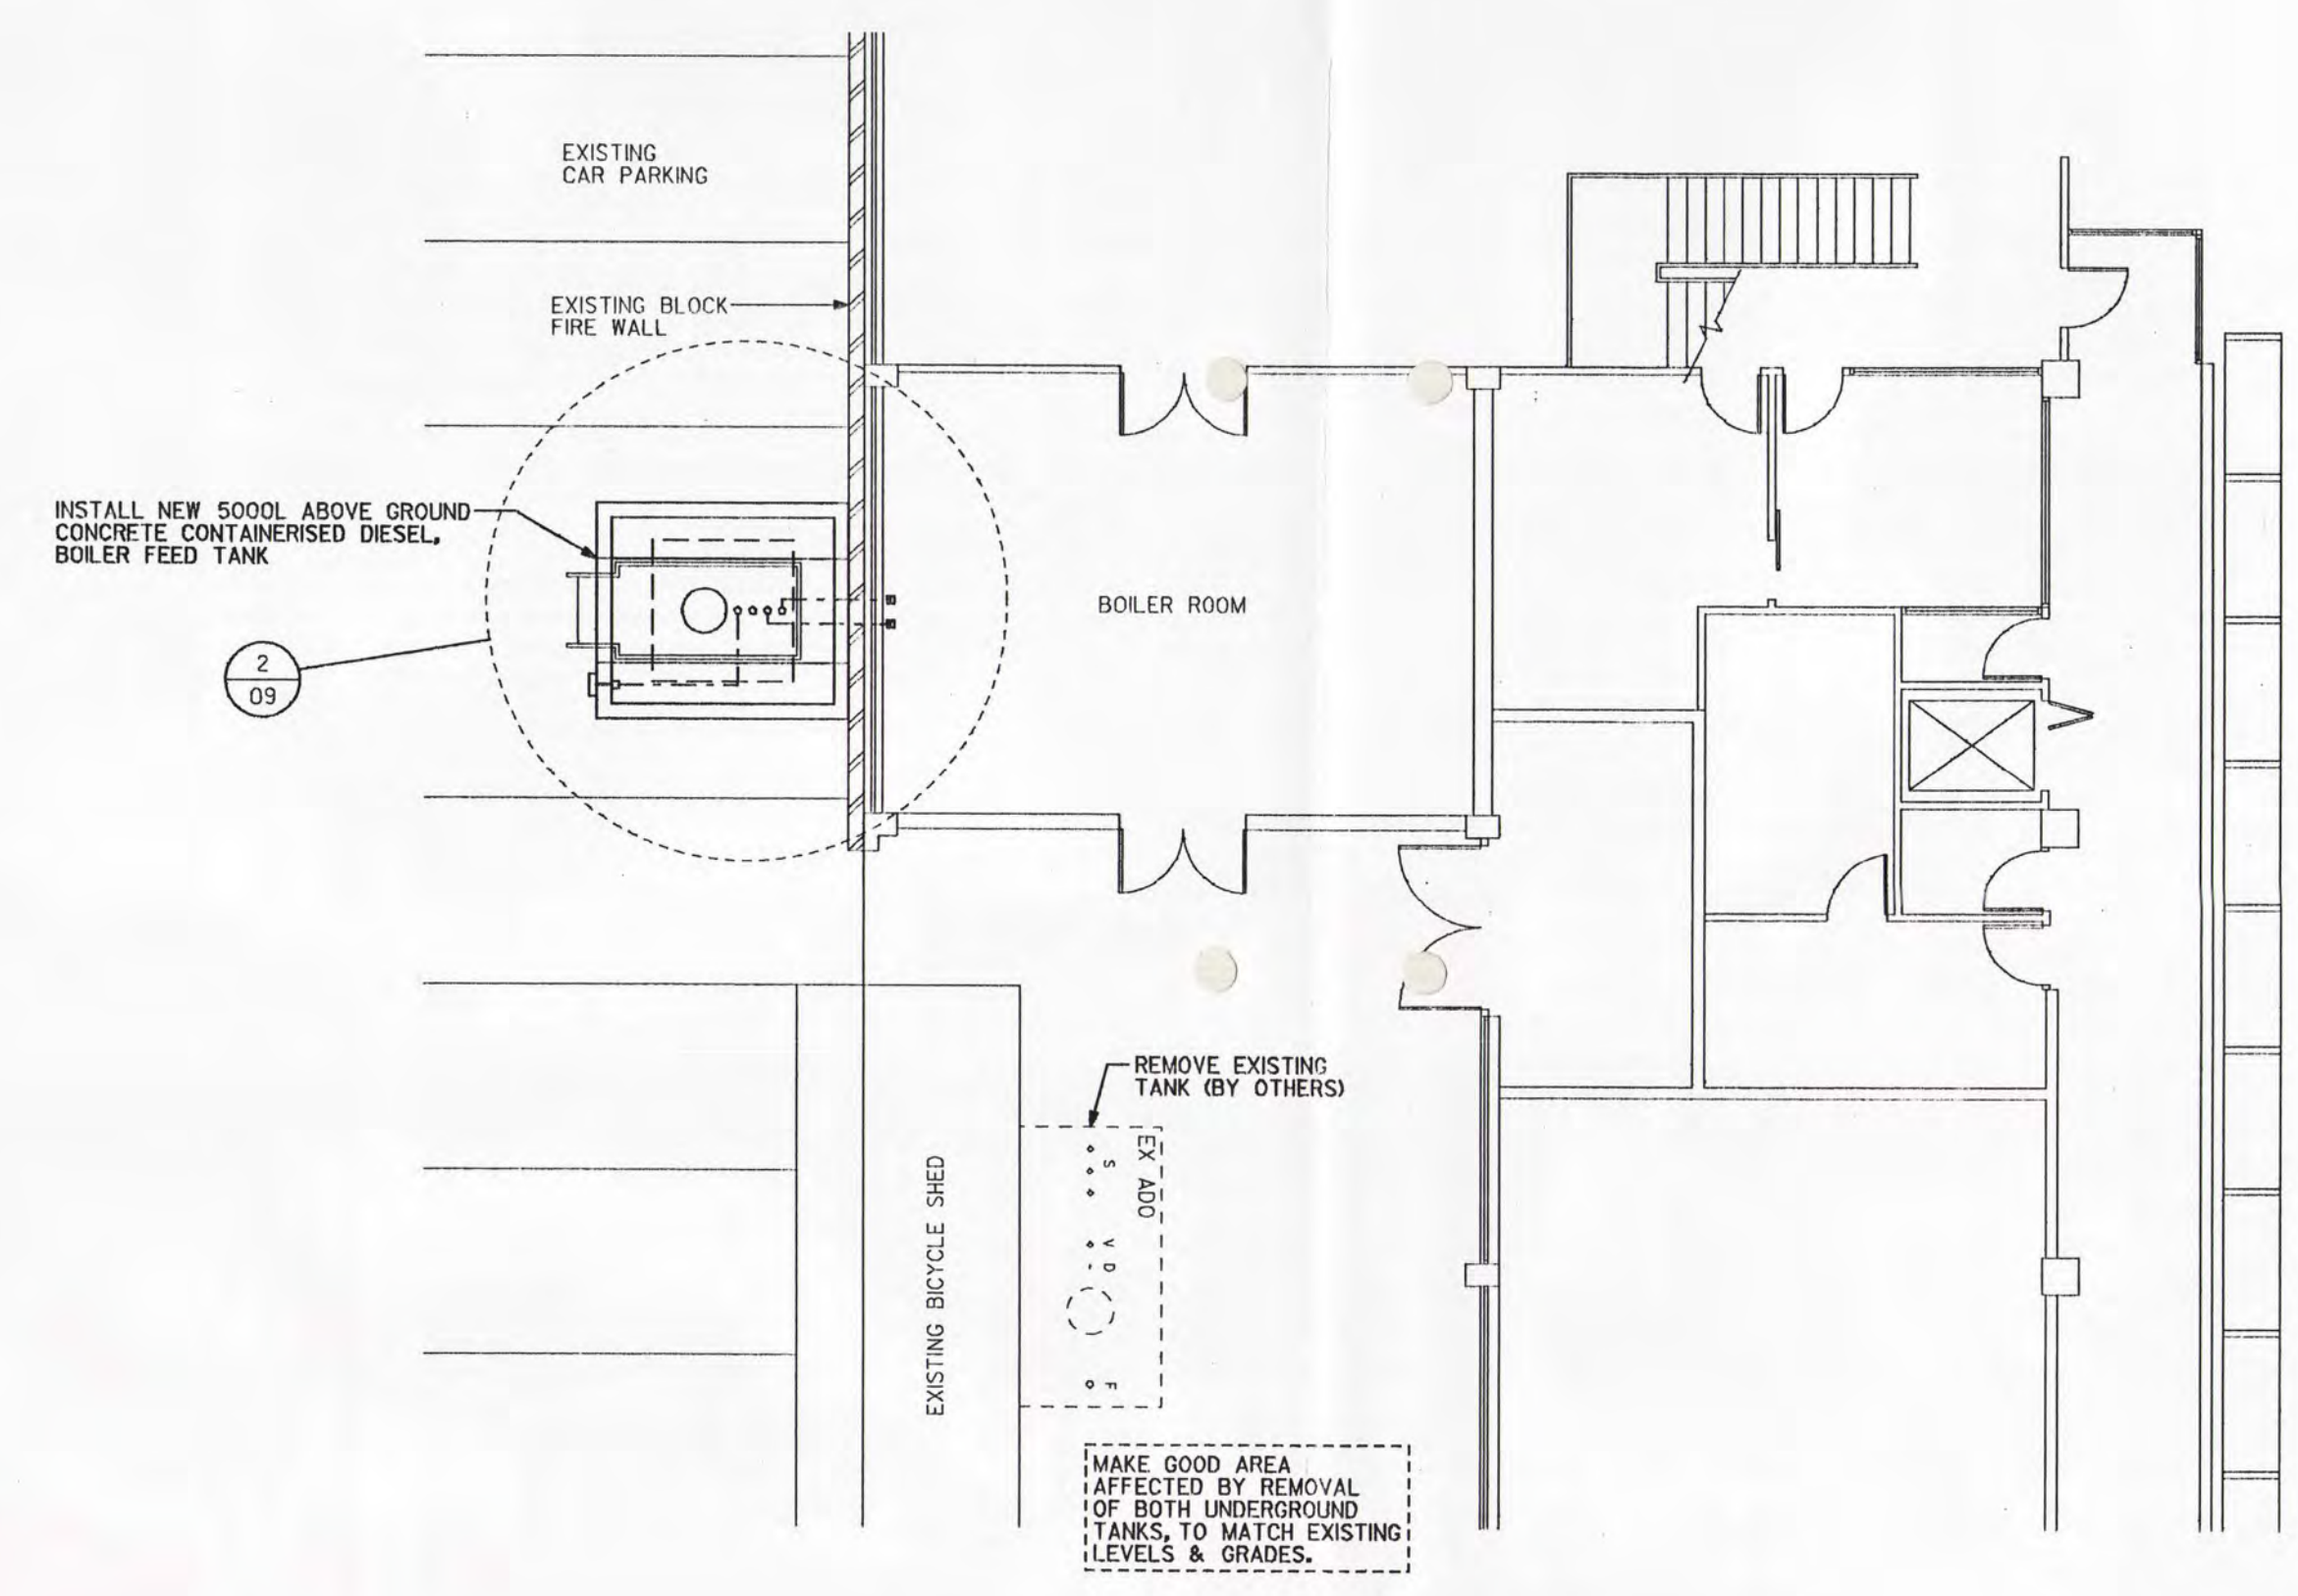 EXISTING
CAR PARKING
EXISTING BLOCK
FIRE WALL
INSTALL NEW 5000L ABOVE GROUND
CONCRETE CONTAINERISED DIESEL,
BOILER FEED TANK
2
09
BOILER ROOM
REMOVE EXISTING
TANK (BY OTHERS)
EX ADO
S
V
D
F
EXISTING BICYCLE SHED
MAKE GOOD AREA
AFFECTED BY REMOVAL
OF BOTH UNDERGROUND
TANKS, TO MATCH EXISTING
LEVELS & GRADES.